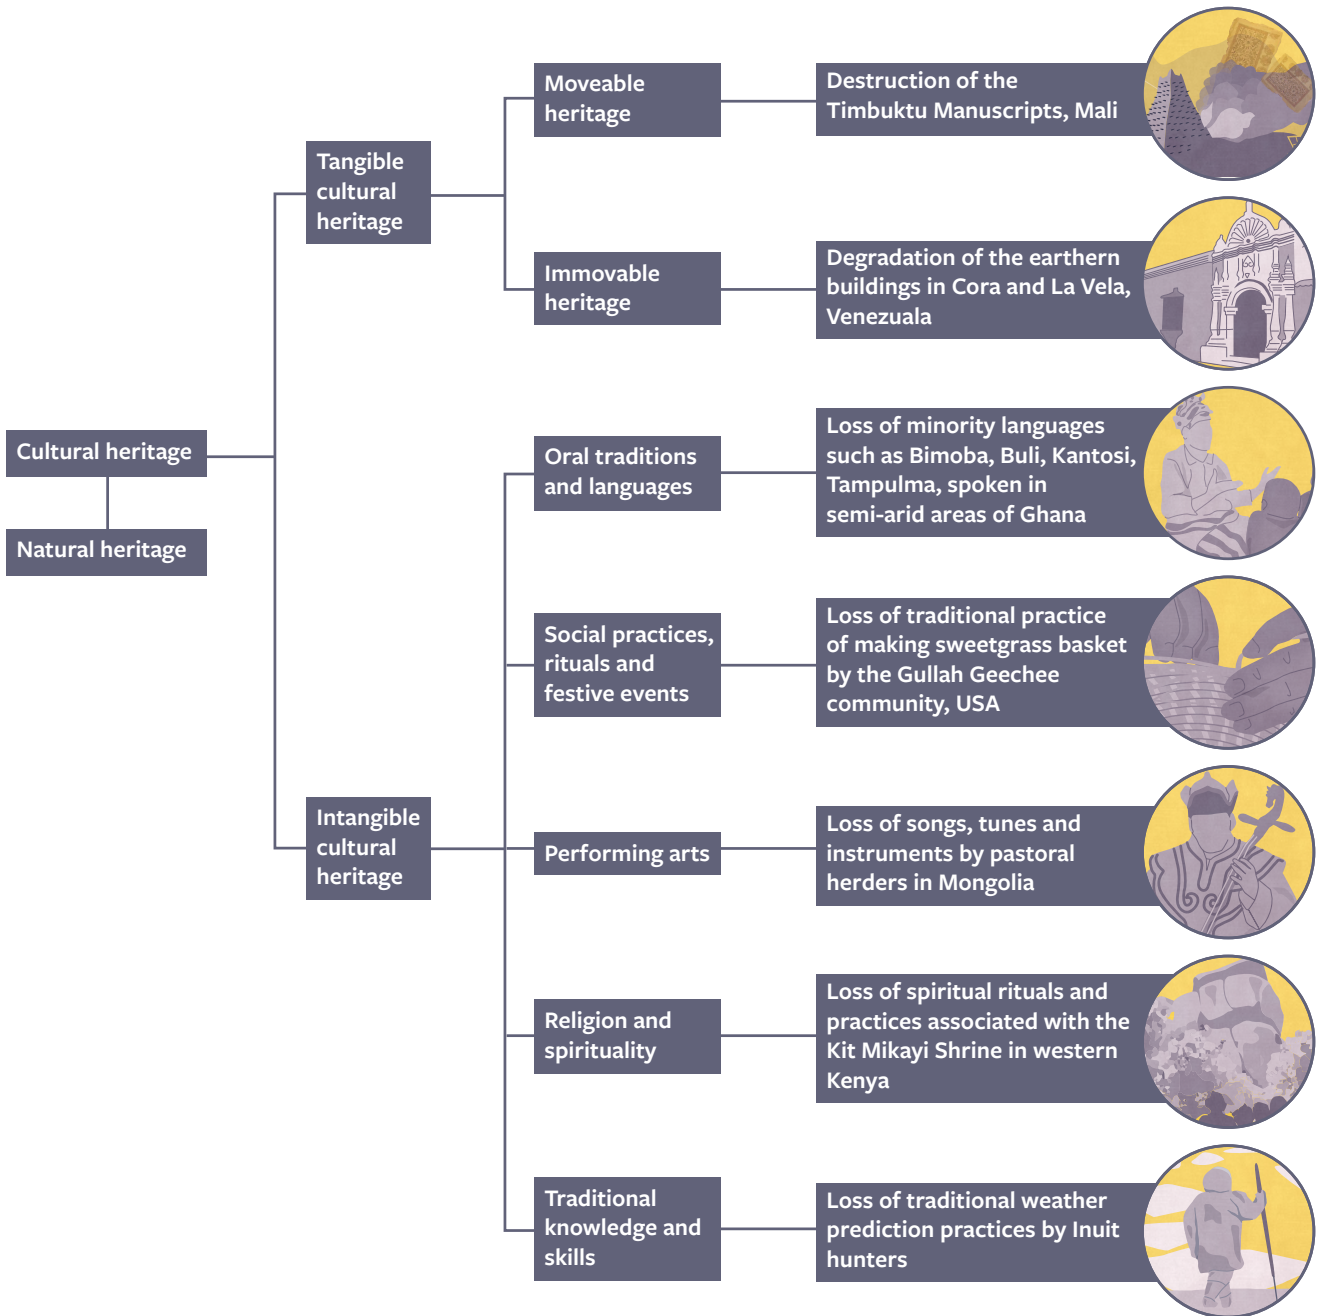 Cultural heritage
Natural heritage
Tangible
cultural
heritage
Moveable
heritage
Destruction of the
Timbuktu Manuscripts, Mali
Immovable
heritage
Degradation of the earthern
buildings in Cora and La Vela,
Venezuala
Intangible
cultural
heritage
Oral traditions
and languages
Loss of minority languages
such as Bimoba, Buli, Kantosi,
Tampulma, spoken in
semi-arid areas of Ghana
Social practices,
rituals and
festive events
Loss of traditional practice
of making sweetgrass basket
by the Gullah Geechee
community, USA
Performing arts
Loss of songs, tunes and
instruments by pastoral
herders in Mongolia
Religion and
spirituality
Loss of spiritual rituals and
practices associated with the
Kit Mikayi Shrine in western
Kenya
Traditional
knowledge and
skills
Loss of traditional weather
prediction practices by Inuit
hunters